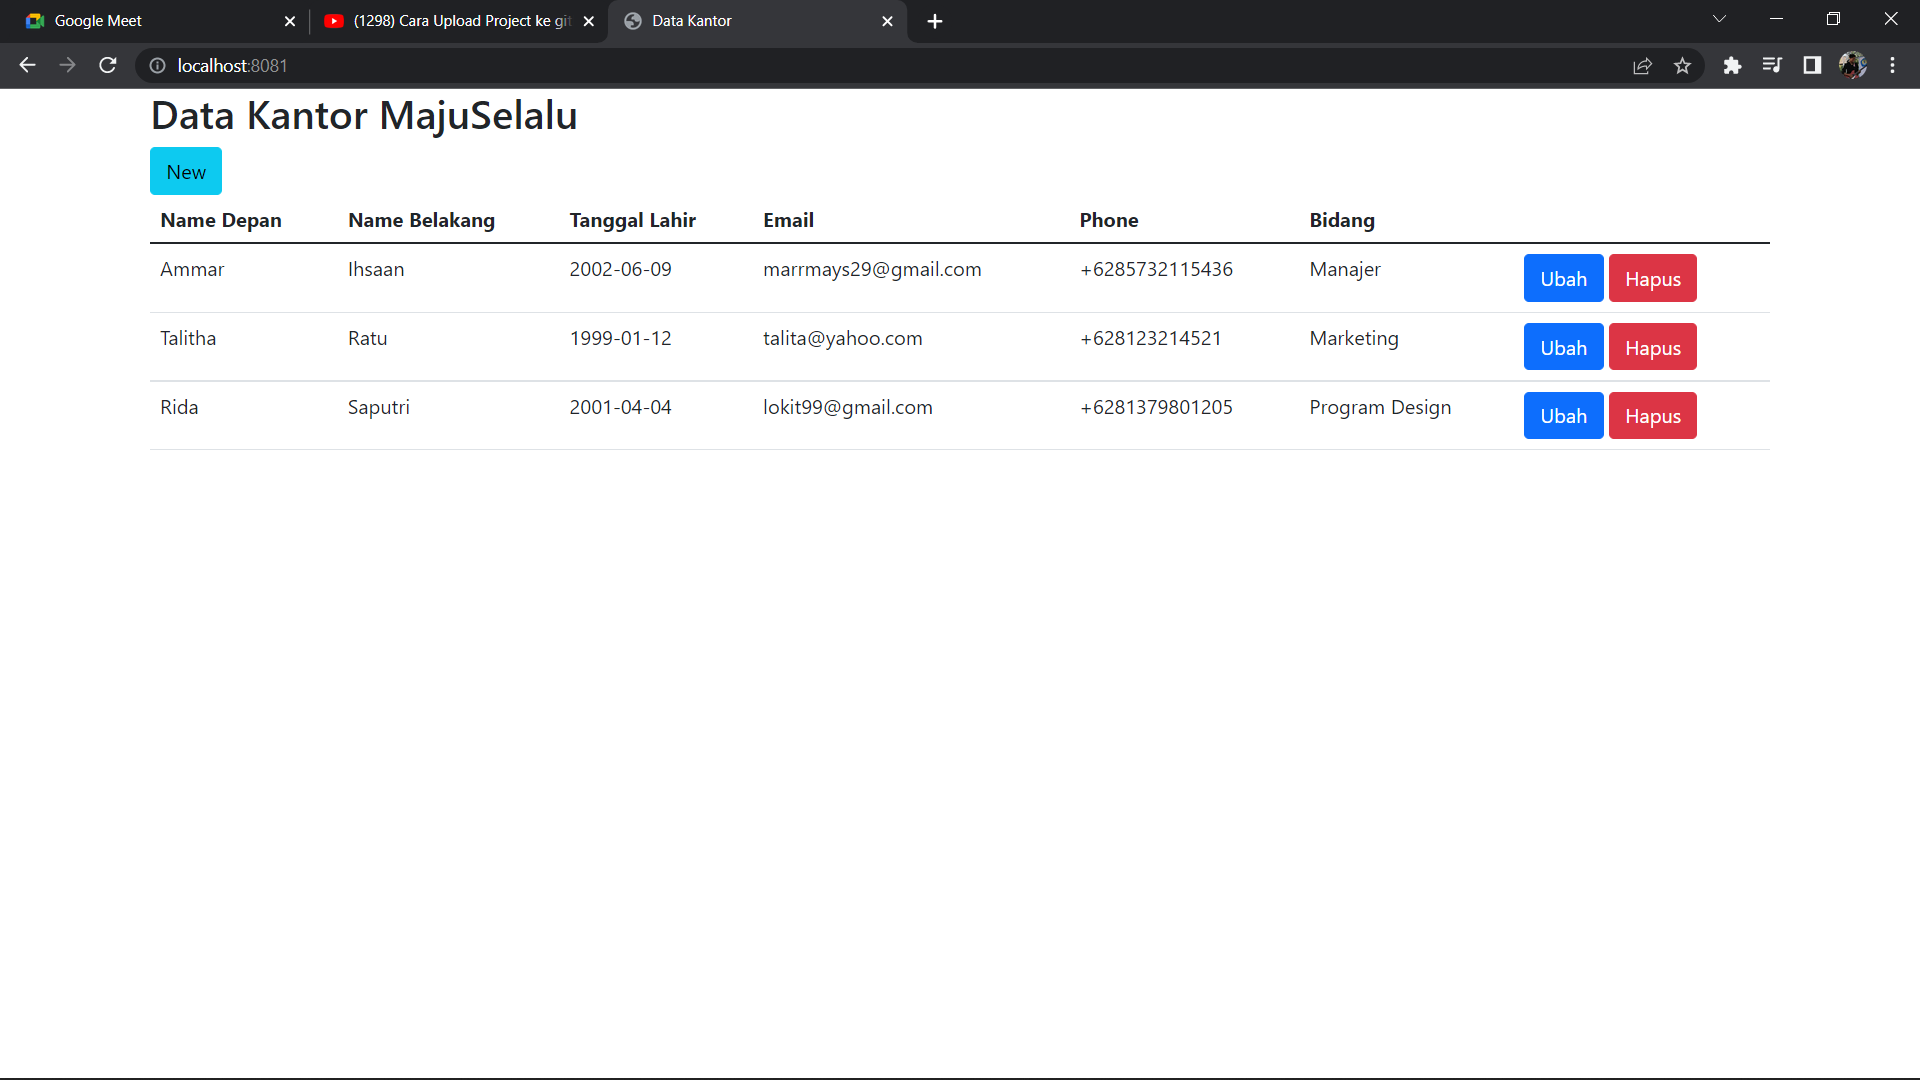 Google Meet
(1298) Cara Upload Project ke git
Data Kantor
localhost:8081
Data Kantor MajuSelalu
New
Name Depan Name Belakang Tanggal Lahir Email Phone Bidang
Ammar Ihsaan 2002-06-09 marrmays29@gmail.com +6285732115436 Manajer Ubah Hapus
Talitha Ratu 1999-01-12 talita@yahoo.com +628123214521 Marketing Ubah Hapus
Rida Saputri 2001-04-04 lokit99@gmail.com +6281379801205 Program Design Ubah Hapus